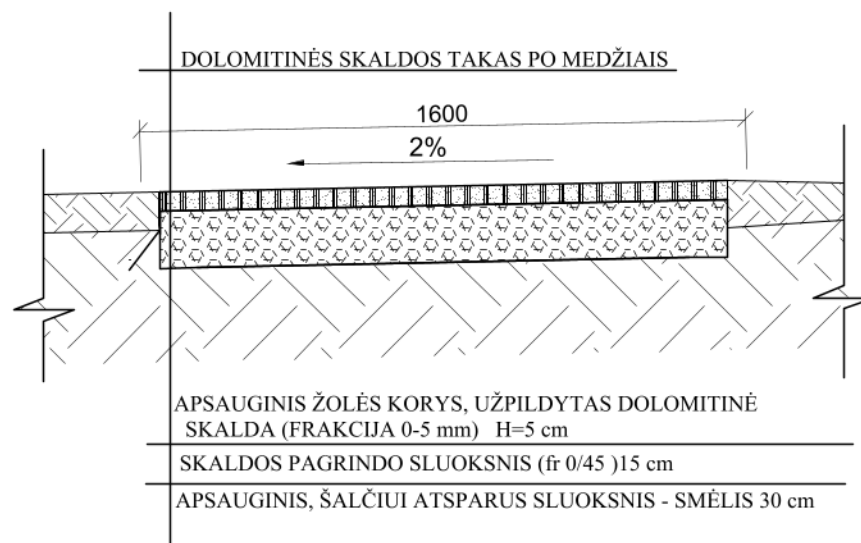 DOLOMITINĖS SKALDOS TAKAS PO MEDŽIAIS
1600
2%
APSAUGINIS ŽOLĖS KORYS, UŽPILDYTAS DOLOMITINĖ
SKALDA (FRAKCIJA 0-5 mm) H=5 cm
SKALDOS PAGRINDO SLUOKSNIS (fr 0/45 )15 cm
APSAUGINIS, ŠALČIUI ATSPARUS SLUOKSNIS - SMĖLIS 30 cm